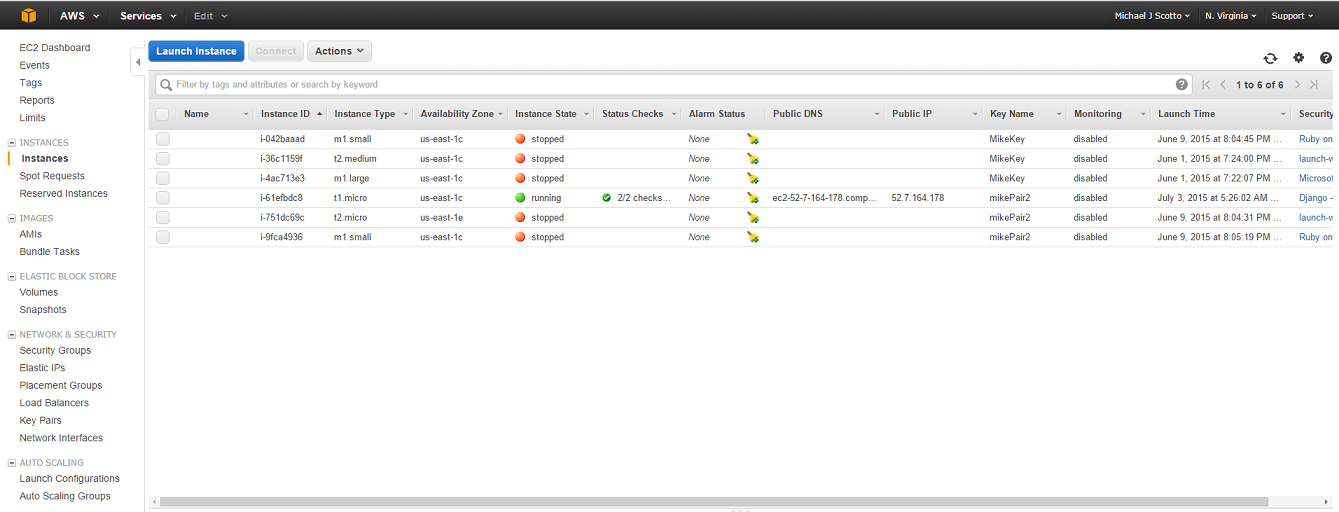 AWS Services Edit Michael J Scotto N. Virginia Support
EC2 Dashboard
Events
Tags
Reports
Limits
INSTANCES
Instances
Spot Requests
Reserved Instances
IMAGES
AMIs
Bundle Tasks
ELASTIC BLOCK STORE
Volumes
Snapshots
NETWORK & SECURITY
Security Groups
Elastic IPs
Placement Groups
Load Balancers
Key Pairs
Network Interfaces
AUTO SCALING
Launch Configurations
Auto Scaling Groups
Launch Instance Connect Actions
Filter by tags and attributes or search by keyword 1 to 6 of 6
Name Instance ID Instance Type Availability Zone Instance State Status Checks Alarm Status Public DNS Public IP Key Name Monitoring Launch Time Security
i-042baaad m1.small us-east-1c stopped None MikeKey disabled June 9, 2015 at 8:04:45 PM ... Ruby on
i-36c1159f t2.medium us-east-1c stopped None MikeKey disabled June 1, 2015 at 7:24:00 PM ... launch-w
i-4ac713e3 m1.large us-east-1c stopped None MikeKey disabled June 1, 2015 at 7:22:07 PM ... Microsof
i-61efbdc8 t1.micro us-east-1c running 2/2 checks... None ec2-52-7-164-178.comp... 52.7.164.178 mikePair2 disabled July 3, 2015 at 5:26:02 AM ... Django -
i-751dc69c t2.micro us-east-1e stopped None mikePair2 disabled June 9, 2015 at 8:04:31 PM ... launch-w
i-9fca4936 m1.small us-east-1c stopped None mikePair2 disabled June 9, 2015 at 8:05:19 PM ... Ruby on